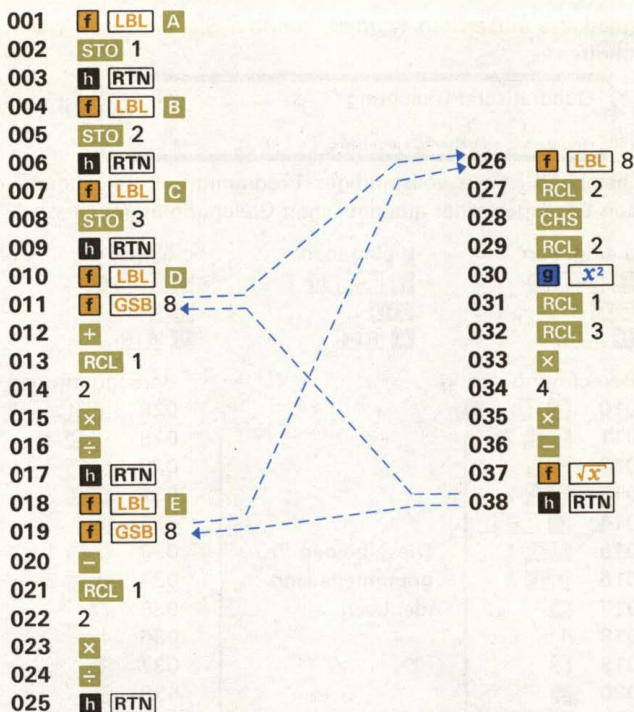 001 f LBL A
002 STO 1
003 h RTN
004 f LBL B
005 STO 2
006 h RTN
007 f LBL C
008 STO 3
009 h RTN
010 f LBL D
011 f GSB 8
012 +
013 RCL 1
014 2
015 ×
016 ÷
017 h RTN
018 f LBL E
019 f GSB 8
020 −
021 RCL 1
022 2
023 ×
024 ÷
025 h RTN
026 f LBL 8
027 RCL 2
028 CHS
029 RCL 2
030 g x²
031 RCL 1
032 RCL 3
033 ×
034 4
035 ×
036 −
037 f √x
038 h RTN